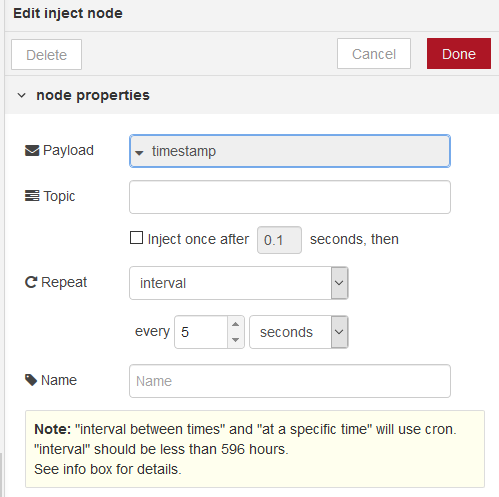 Edit inject node
Delete Cancel Done
node properties
Payload timestamp
Topic
Inject once after 0.1 seconds, then
Repeat interval
every 5 seconds
Name Name
Note: "interval between times" and "at a specific time" will use cron.
"interval" should be less than 596 hours.
See info box for details.